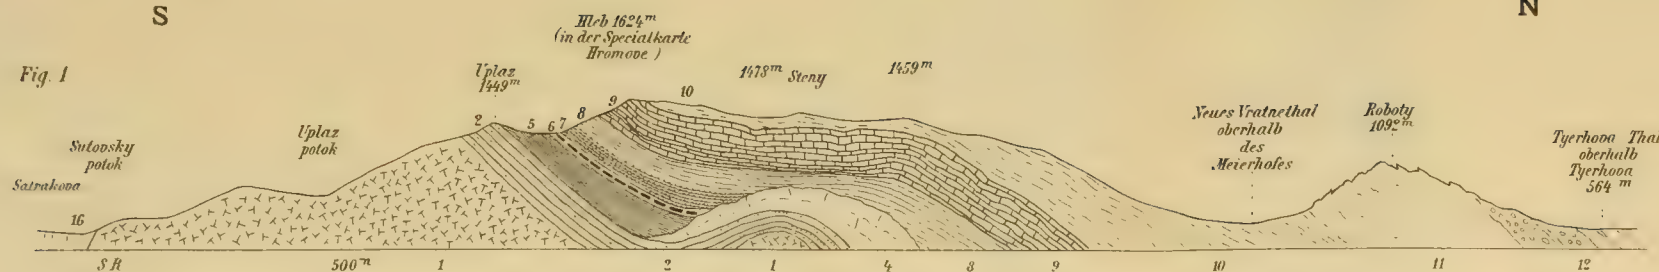 S
N
Fig. 1
Hleb 1624m
(in der Specialkarte
Hromove)
Uplaz
1449m
1478m Steny
1459m
Neues Vratnethal
oberhalb
des
Meierhofes
Roboty
1092m
Tyerhova Thal
oberhalb
Tyerhova
564 m
Sutovsky
potok
Uplaz
potok
Satrakova
16
2
5
6
7
8
9
10
SR
500m
1
2
1
4
8
9
10
11
12